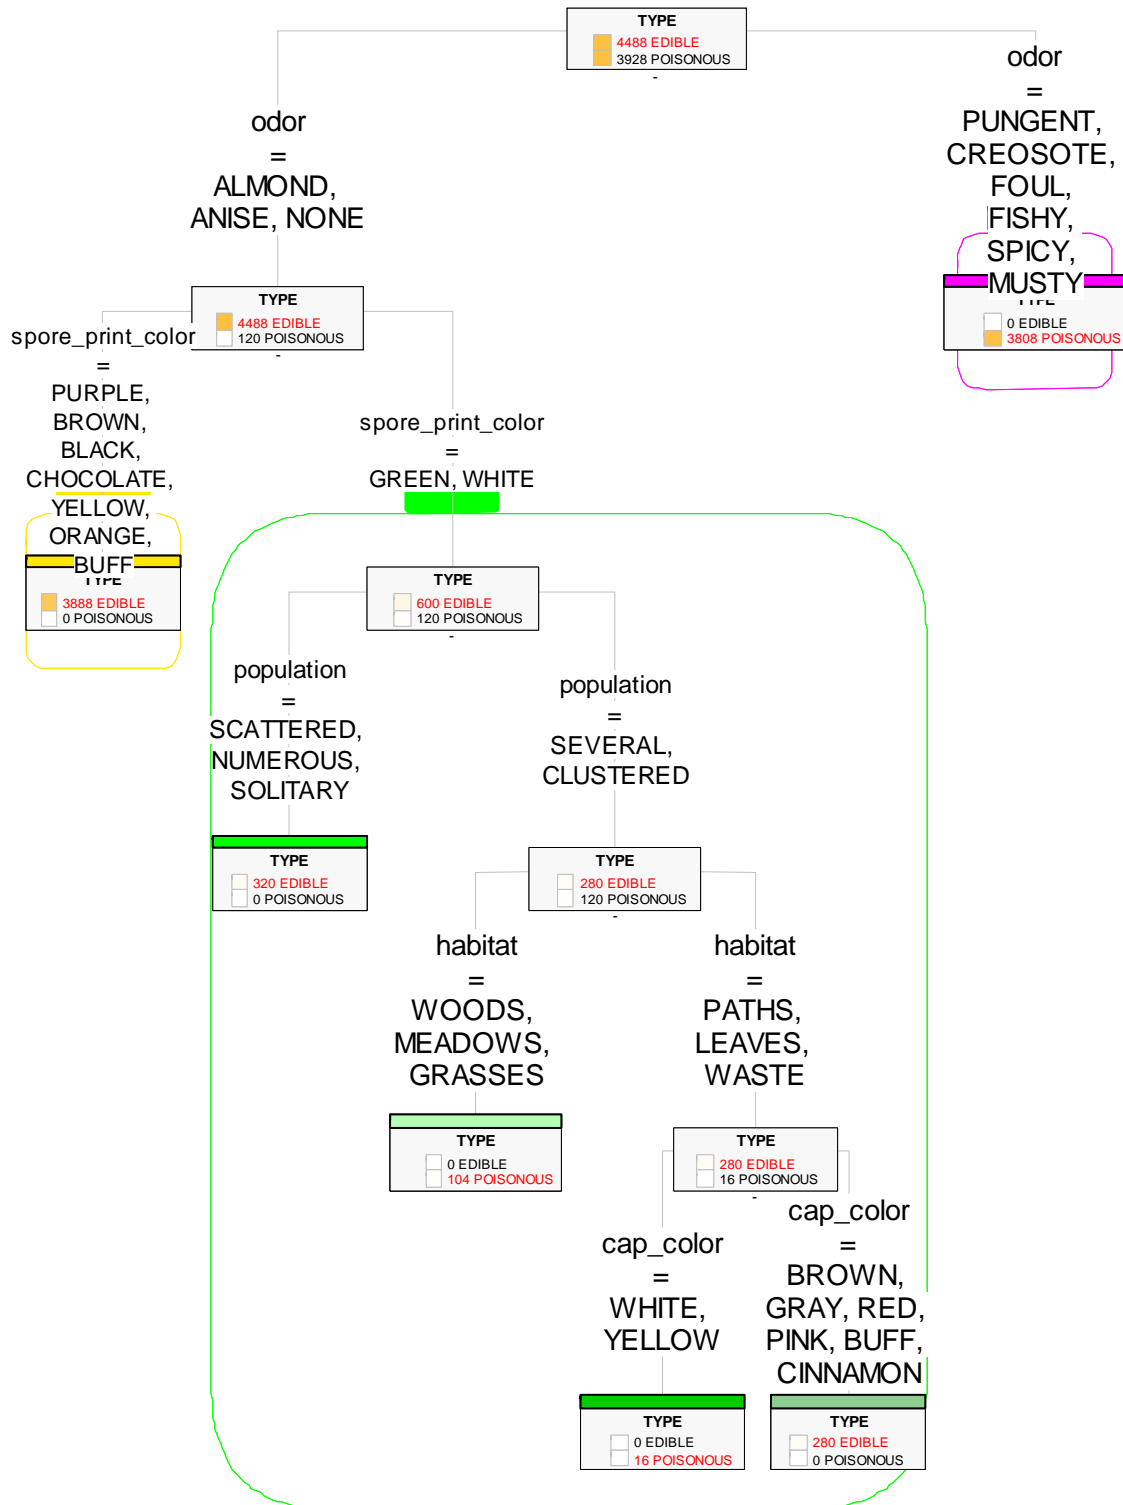 TYPE
4488 EDIBLE
3928 POISONOUS
-
odor
=
ALMOND,
ANISE, NONE
odor
=
PUNGENT,
CREOSOTE,
FOUL,
FISHY,
SPICY,
MUSTY
TYPE
0 EDIBLE
3808 POISONOUS
TYPE
4488 EDIBLE
120 POISONOUS
-
spore_print_color
=
PURPLE,
BROWN,
BLACK,
CHOCOLATE,
YELLOW,
ORANGE,
BUFF
TYPE
3888 EDIBLE
0 POISONOUS
spore_print_color
=
GREEN, WHITE
TYPE
600 EDIBLE
120 POISONOUS
-
population
=
SCATTERED,
NUMEROUS,
SOLITARY
TYPE
320 EDIBLE
0 POISONOUS
population
=
SEVERAL,
CLUSTERED
TYPE
280 EDIBLE
120 POISONOUS
-
habitat
=
WOODS,
MEADOWS,
GRASSES
TYPE
0 EDIBLE
104 POISONOUS
habitat
=
PATHS,
LEAVES,
WASTE
TYPE
280 EDIBLE
16 POISONOUS
-
cap_color
=
WHITE,
YELLOW
TYPE
0 EDIBLE
16 POISONOUS
cap_color
=
BROWN,
GRAY, RED,
PINK, BUFF,
CINNAMON
TYPE
280 EDIBLE
0 POISONOUS